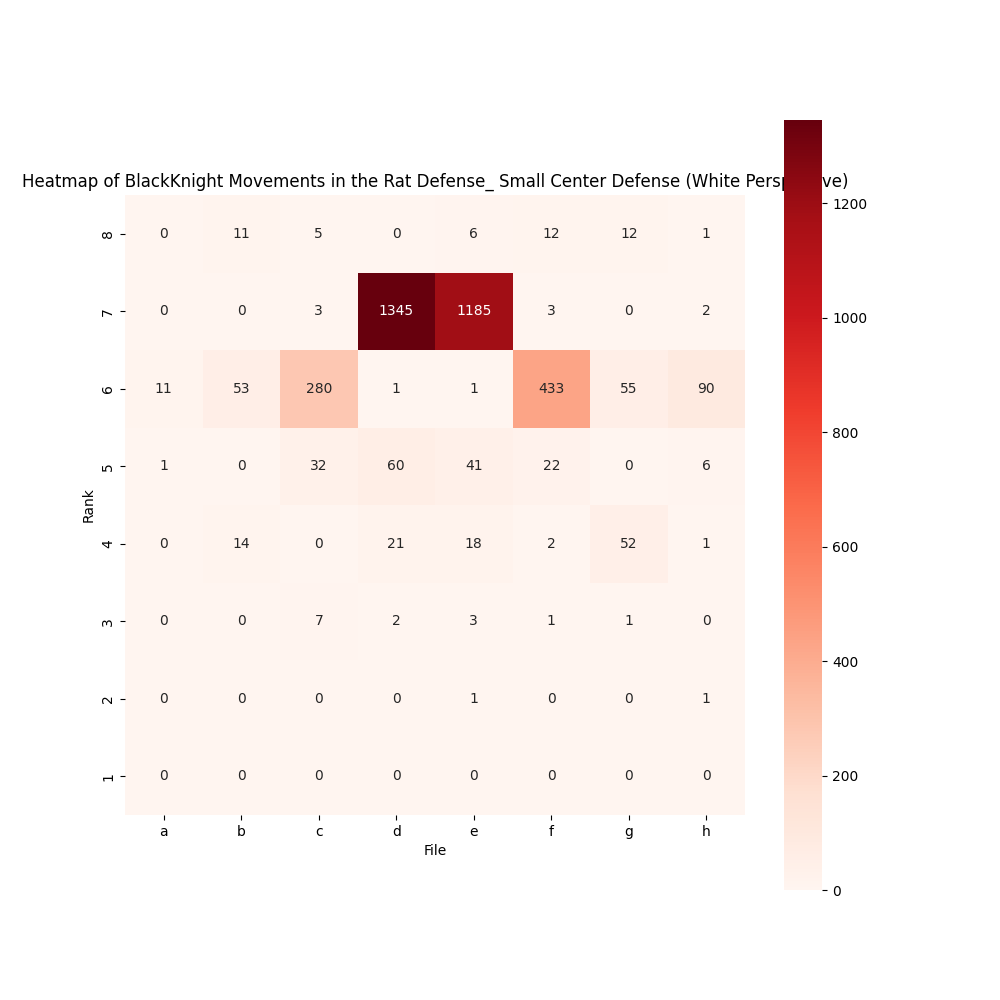 Heatmap of BlackKnight Movements in the Rat Defense_ Small Center Defense (White Persp ve)
8 0 11 5 0 6 12 12 1
7 0 0 3 1345 1185 3 0 2
6 11 53 280 1 1 433 55 90
5 1 0 32 60 41 22 0 6
4 0 14 0 21 18 2 52 1
3 0 0 7 2 3 1 1 0
2 0 0 0 0 1 0 0 1
1 0 0 0 0 0 0 0 0
a b c d e f g h
File
Rank
1200
1000
800
600
400
200
0